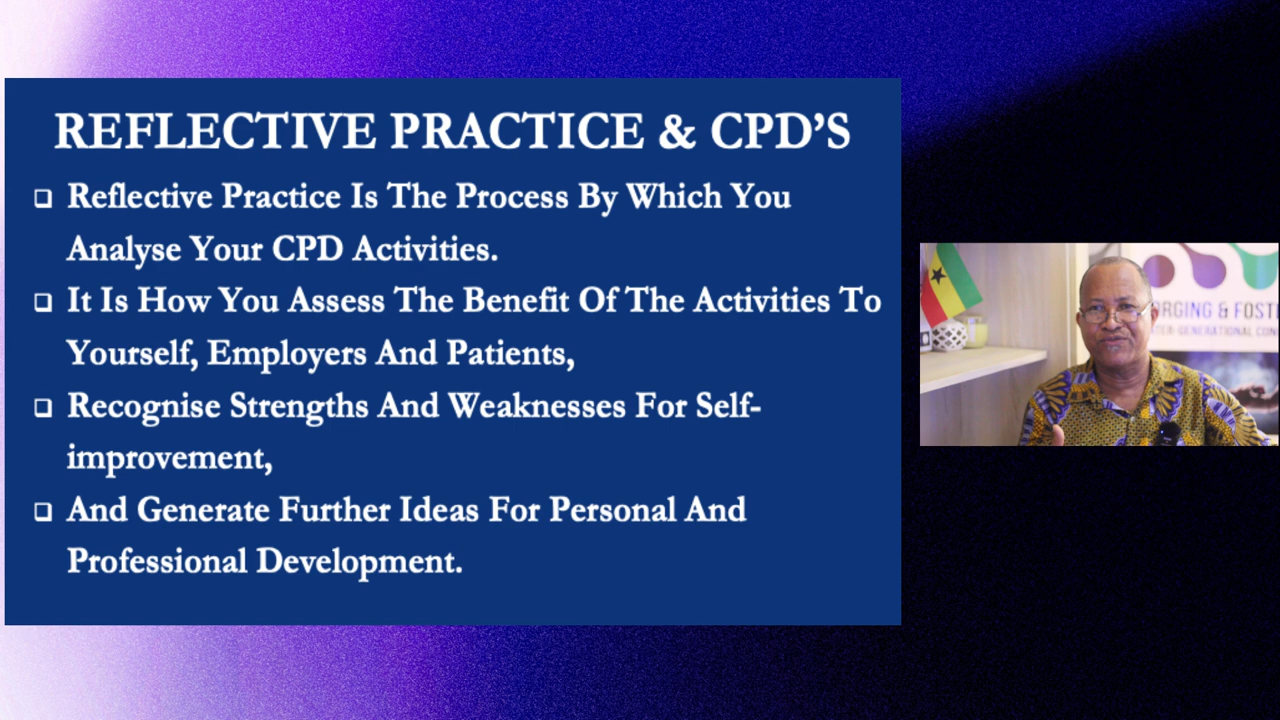 REFLECTIVE PRACTICE & CPD’S
❑ Reflective Practice Is The Process By Which You
Analyse Your CPD Activities.
❑ It Is How You Assess The Benefit Of The Activities To
Yourself, Employers And Patients,
❑ Recognise Strengths And Weaknesses For Self-
improvement,
❑ And Generate Further Ideas For Personal And
Professional Development.
& FOSTI